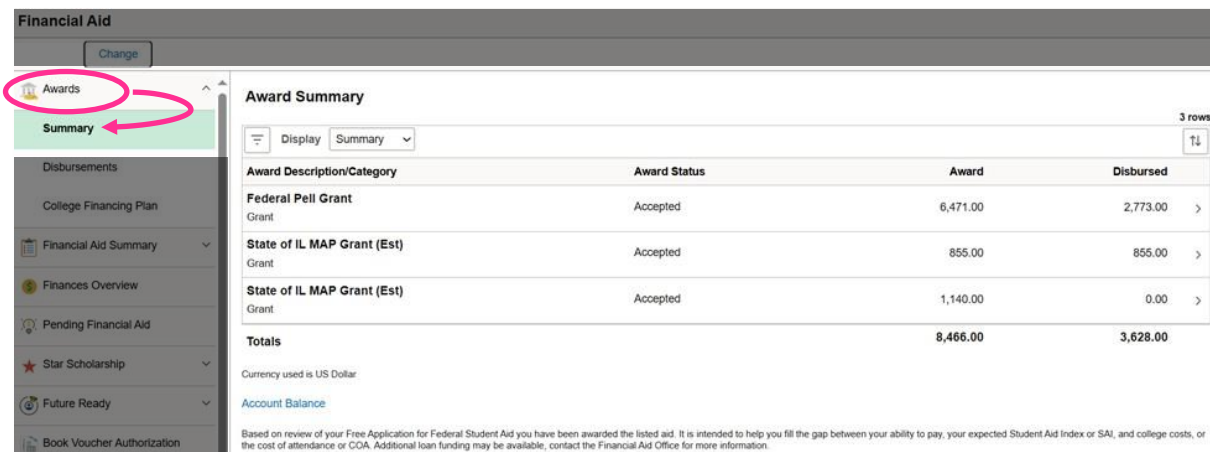 Financial Aid
Change
Awards
Summary
Disbursements
College Financing Plan
Financial Aid Summary
Finances Overview
Pending Financial Aid
Star Scholarship
Future Ready
Book Voucher Authorization
Award Summary
3 rows
Display Summary
Award Description/Category Award Status Award Disbursed
Federal Pell Grant
Grant
Accepted 6,471.00 2,773.00
State of IL MAP Grant (Est)
Grant
Accepted 855.00 855.00
State of IL MAP Grant (Est)
Grant
Accepted 1,140.00 0.00
Totals 8,466.00 3,628.00
Currency used is US Dollar
Account Balance
Based on review of your Free Application for Federal Student Aid you have been awarded the listed aid. It is intended to help you fill the gap between your ability to pay, your expected Student Aid Index or SAI, and college costs, or
the cost of attendance or COA. Additional loan funding may be available, contact the Financial Aid Office for more information.